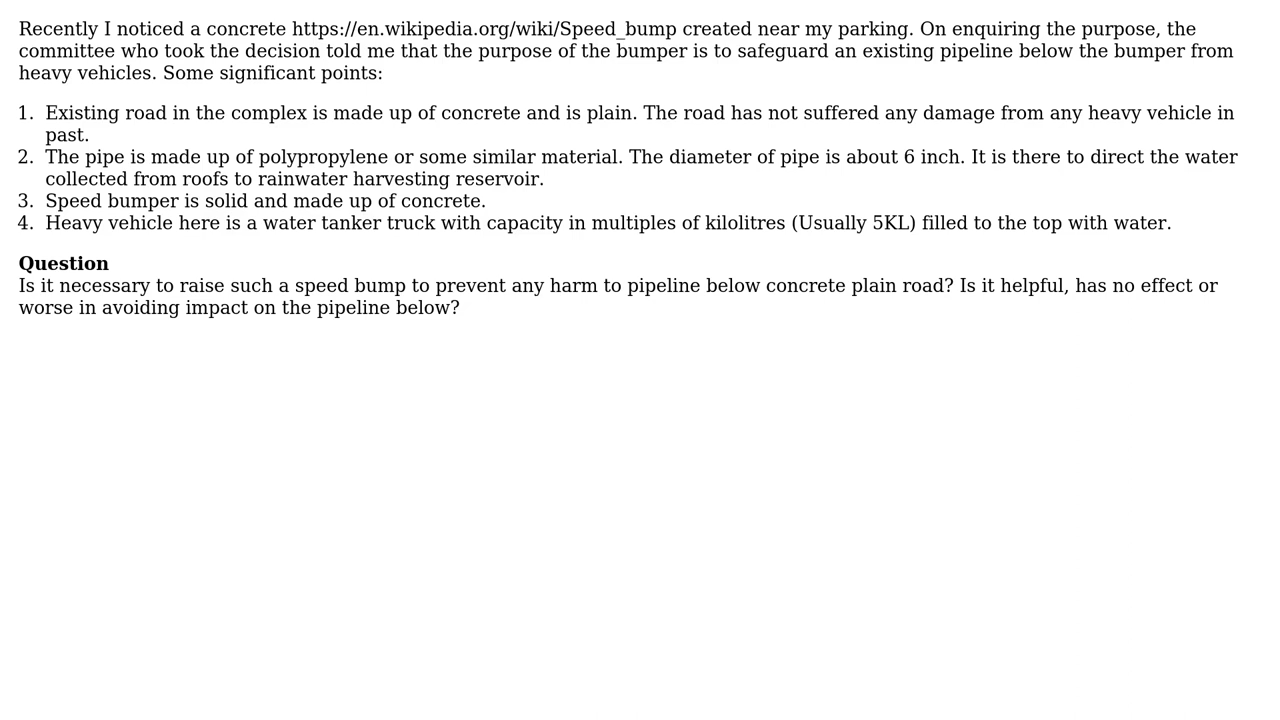 Recently I noticed a concrete https://en.wikipedia.org/wiki/Speed_bump created near my parking. On enquiring the purpose, the
committee who took the decision told me that the purpose of the bumper is to safeguard an existing pipeline below the bumper from
heavy vehicles. Some significant points:
1. Existing road in the complex is made up of concrete and is plain. The road has not suffered any damage from any heavy vehicle in
past.
2. The pipe is made up of polypropylene or some similar material. The diameter of pipe is about 6 inch. It is there to direct the water
collected from roofs to rainwater harvesting reservoir.
3. Speed bumper is solid and made up of concrete.
4. Heavy vehicle here is a water tanker truck with capacity in multiples of kilolitres (Usually 5KL) filled to the top with water.
Question
Is it necessary to raise such a speed bump to prevent any harm to pipeline below concrete plain road? Is it helpful, has no effect or
worse in avoiding impact on the pipeline below?